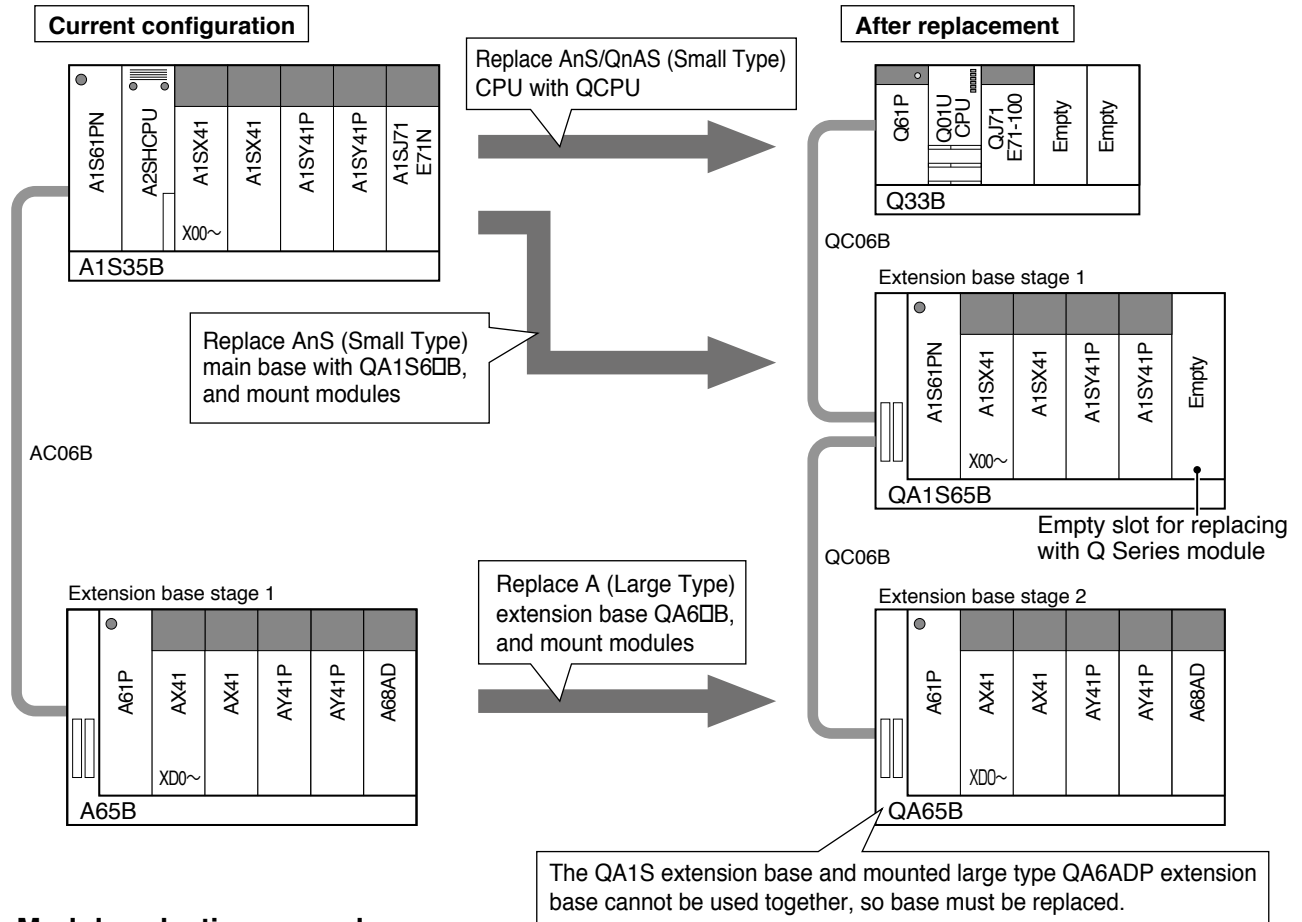 Current configuration
After replacement
Replace AnS/QnAS (Small Type)
CPU with QCPU
A1S61PN
A2SHCPU
A1SX41
A1SX41
A1SY41P
A1SY41P
A1SJ71
E71N
X00～
A1S35B
Q61P
Q01U
CPU
QJ71
E71-100
Empty
Empty
Q33B
QC06B
Extension base stage 1
Replace AnS (Small Type)
main base with QA1S6□B,
and mount modules
A1S61PN
A1SX41
A1SX41
A1SY41P
A1SY41P
Empty
X00～
QA1S65B
Empty slot for replacing
with Q Series module
AC06B
QC06B
Extension base stage 1
Replace A (Large Type)
extension base QA6□B,
and mount modules
Extension base stage 2
A61P
AX41
AX41
AY41P
AY41P
A68AD
XD0～
A65B
A61P
AX41
AX41
AY41P
AY41P
A68AD
XD0～
QA65B
The QA1S extension base and mounted large type QA6ADP extension
base cannot be used together, so base must be replaced.